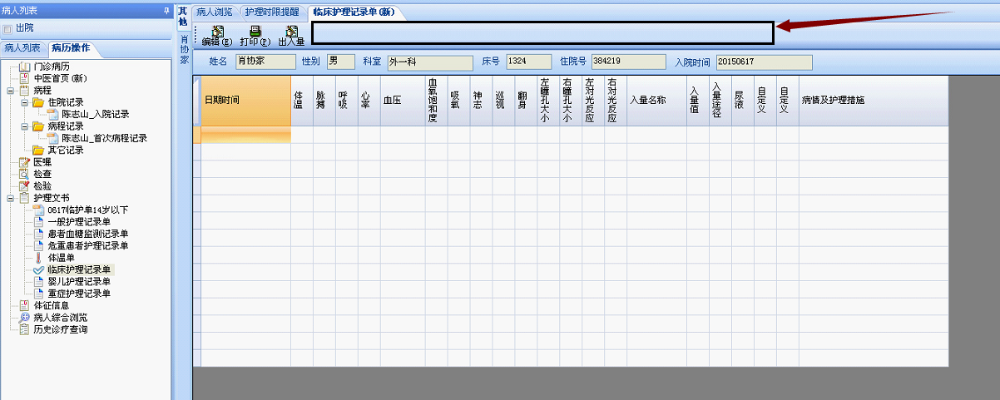 病人列表
出院
病人列表 病历操作
门诊病历
中医首页(新)
病程
住院记录
陈志山_入院记录
病程记录
陈志山_首次病程记录
其它记录
医嘱
检查
检验
护理文书
0617临护单14岁以下
一般护理记录单
患者血糖监测记录单
危重患者护理记录单
体温单
临床护理记录单
婴儿护理记录单
重症护理记录单
体征信息
病人综合浏览
历史诊疗查询
其他
肖协家
病人浏览 护理时限提醒 临床护理记录单(新)
编辑(E) 打印(P) 出入量
姓名 肖协家 性别 男 科室 外一科 床号 1324 住院号 384219 入院时间 20150617
日期时间 体温 脉搏 呼吸 心率 血压 血氧饱和度 吸氧 神志 巡视 翻身 左瞳孔大小 右瞳孔大小 左对光反应 右对光反应 入量名称 入量值 入量途径 尿液 自定义 自定义 病情及护理措施